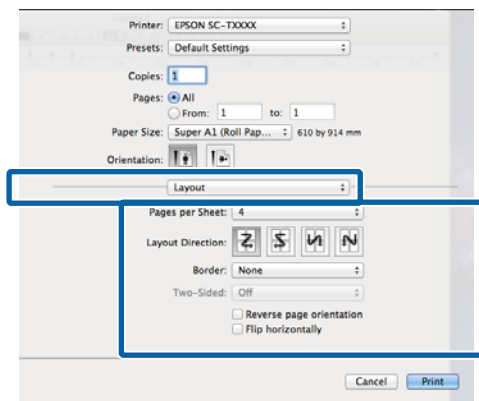 Printer: EPSON SC-TXXXX
Presets: Default Settings
Copies: 1
Pages: All
From: 1 to: 1
Paper Size: Super A1 (Roll Pap... 610 by 914 mm
Orientation:
Layout
Pages per Sheet: 4
Layout Direction:
Border: None
Two-Sided: Off
Reverse page orientation
Flip horizontally
Cancel Print